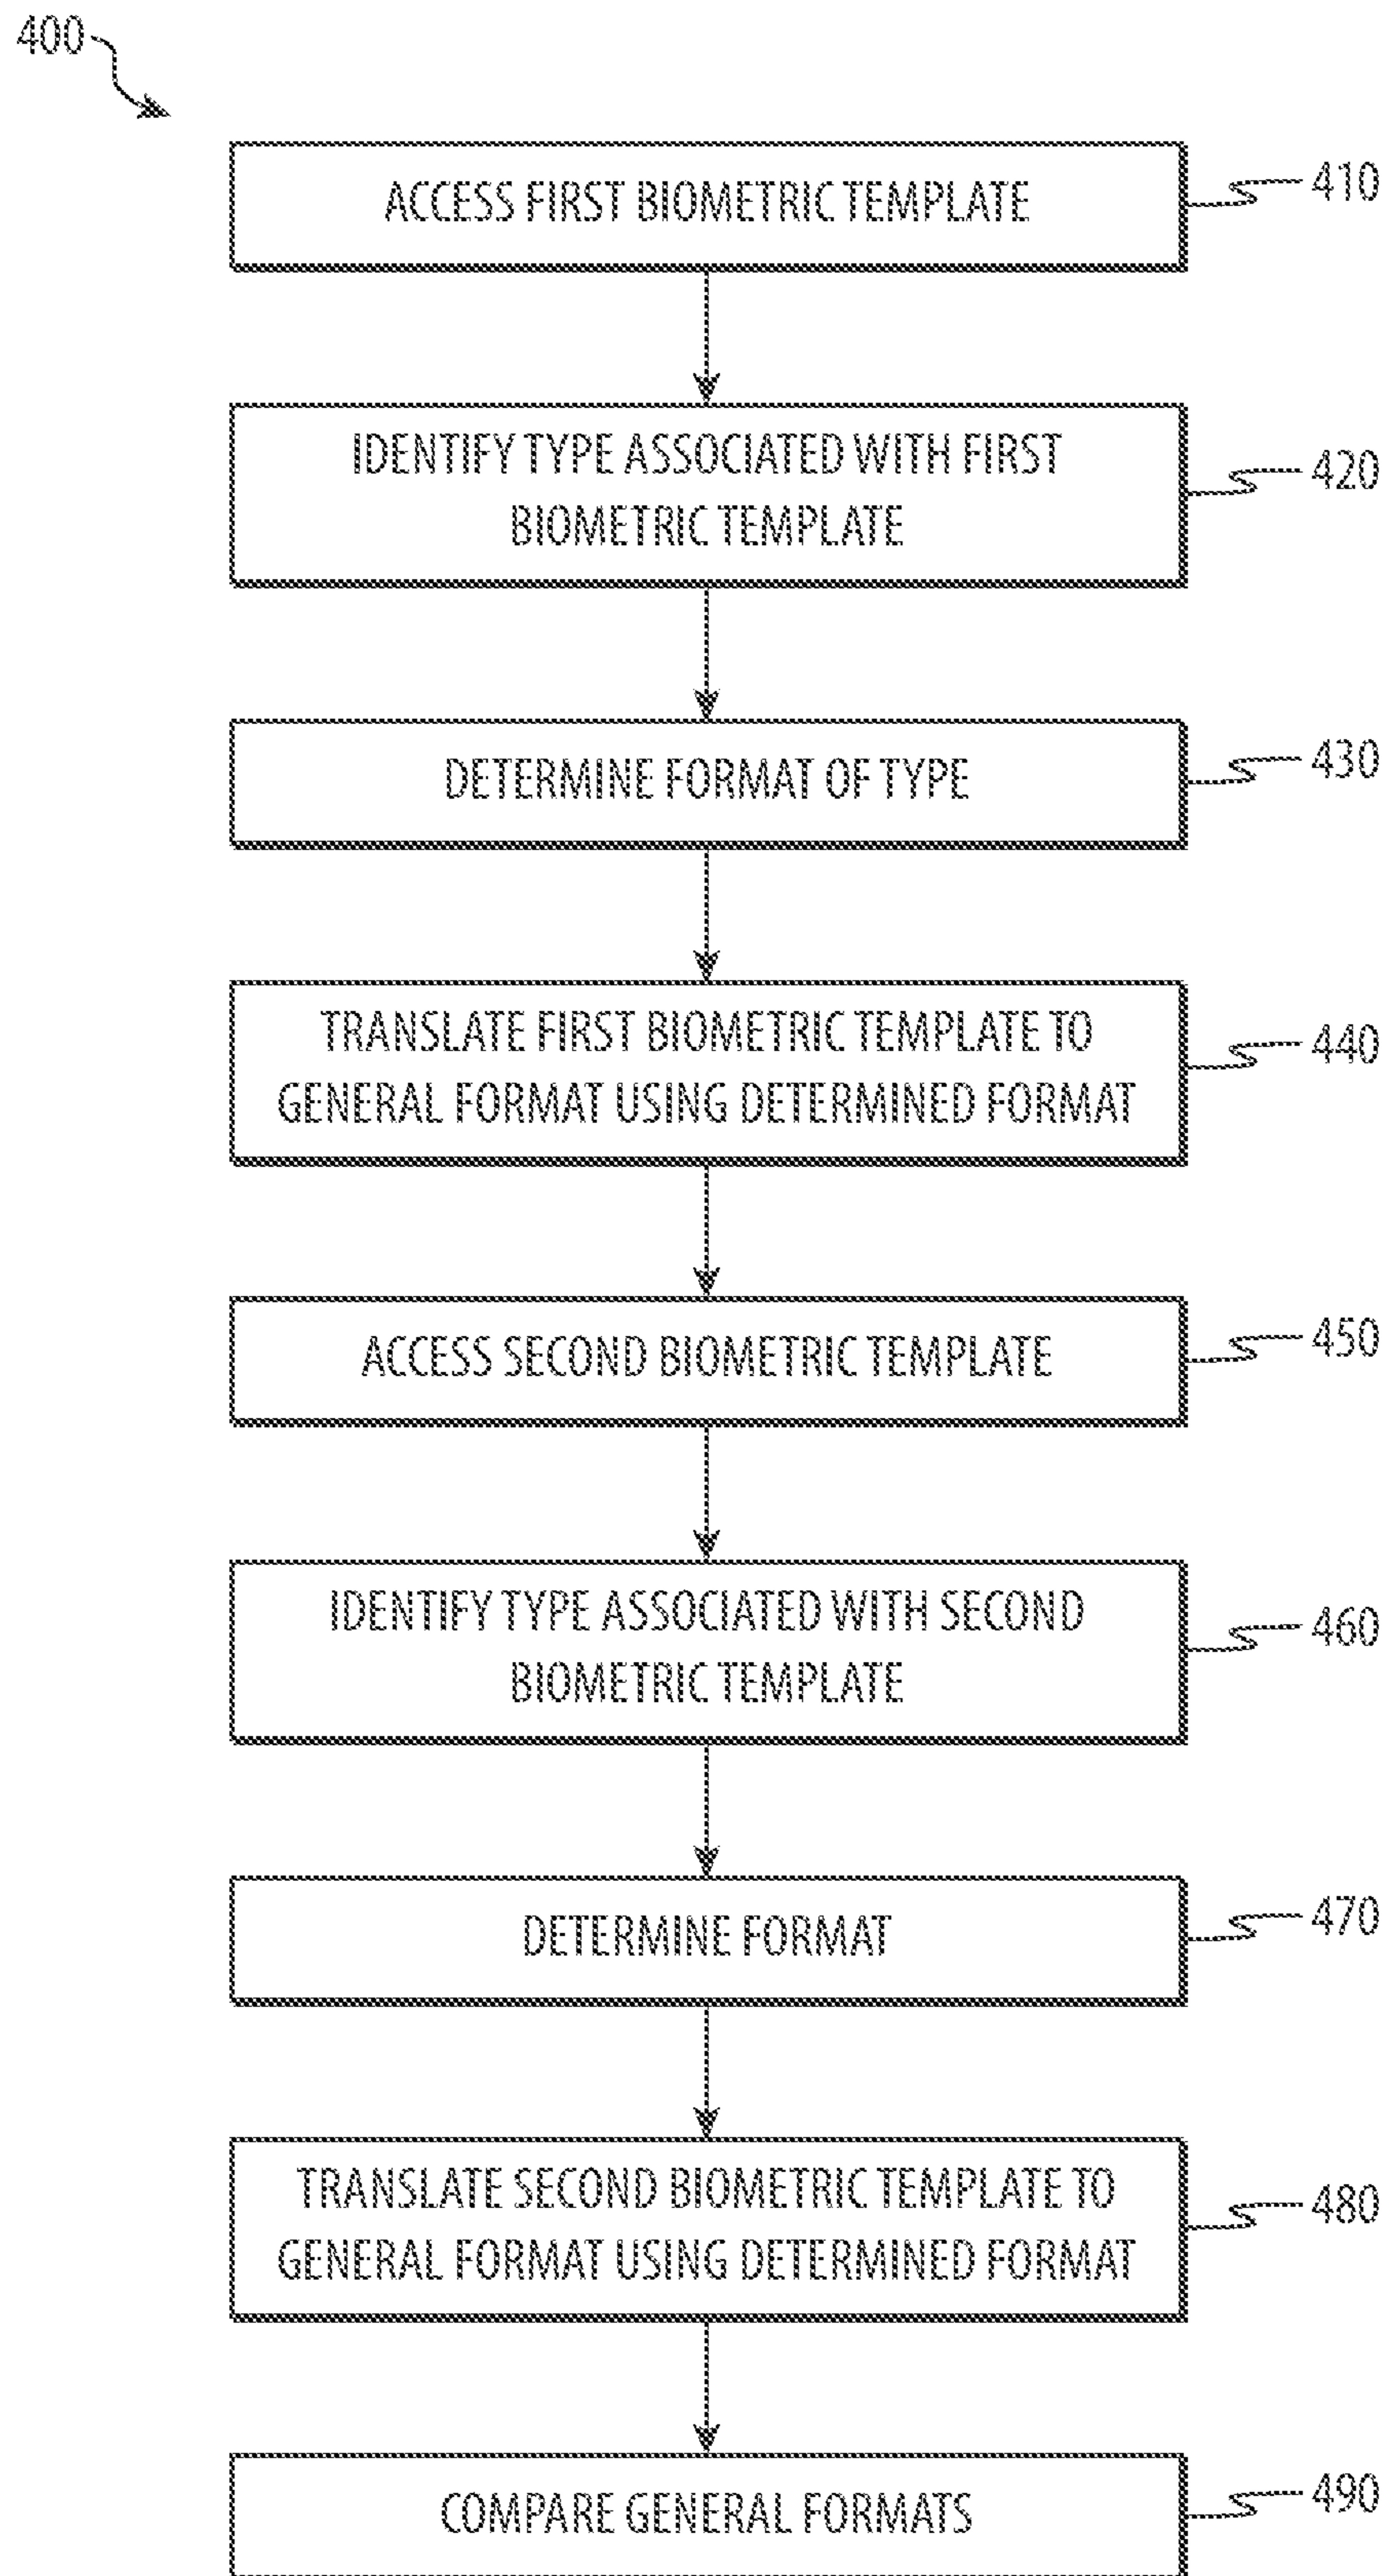 400
ACCESS FIRST BIOMETRIC TEMPLATE
410
IDENTIFY TYPE ASSOCIATED WITH FIRST
BIOMETRIC TEMPLATE
420
DETERMINE FORMAT OF TYPE
430
TRANSLATE FIRST BIOMETRIC TEMPLATE TO
GENERAL FORMAT USING DETERMINED FORMAT
440
ACCESS SECOND BIOMETRIC TEMPLATE
450
IDENTIFY TYPE ASSOCIATED WITH SECOND
BIOMETRIC TEMPLATE
460
DETERMINE FORMAT
470
TRANSLATE SECOND BIOMETRIC TEMPLATE TO
GENERAL FORMAT USING DETERMINED FORMAT
480
COMPARE GENERAL FORMATS
490